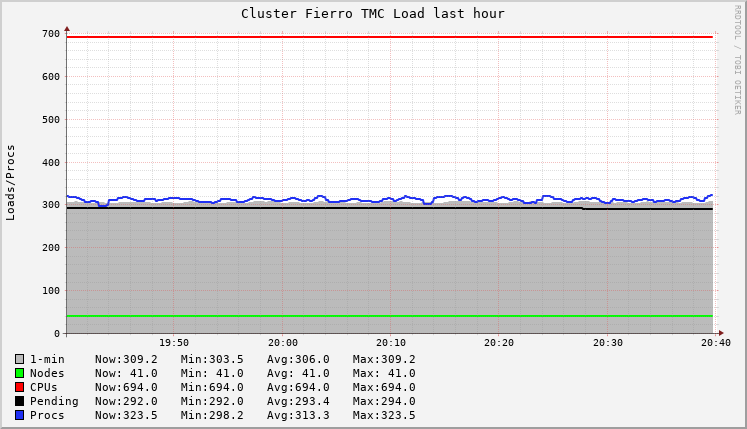 Cluster Fierro TMC Load last hour
RRDTOOL / TOBI OETIKER
Loads/Procs
700
600
500
400
300
200
100
0
19:50 20:00 20:10 20:20 20:30 20:40
1-min Now:309.2 Min:303.5 Avg:306.0 Max:309.2
Nodes Now: 41.0 Min: 41.0 Avg: 41.0 Max: 41.0
CPUs Now:694.0 Min:694.0 Avg:694.0 Max:694.0
Pending Now:292.0 Min:292.0 Avg:293.4 Max:294.0
Procs Now:323.5 Min:298.2 Avg:313.3 Max:323.5